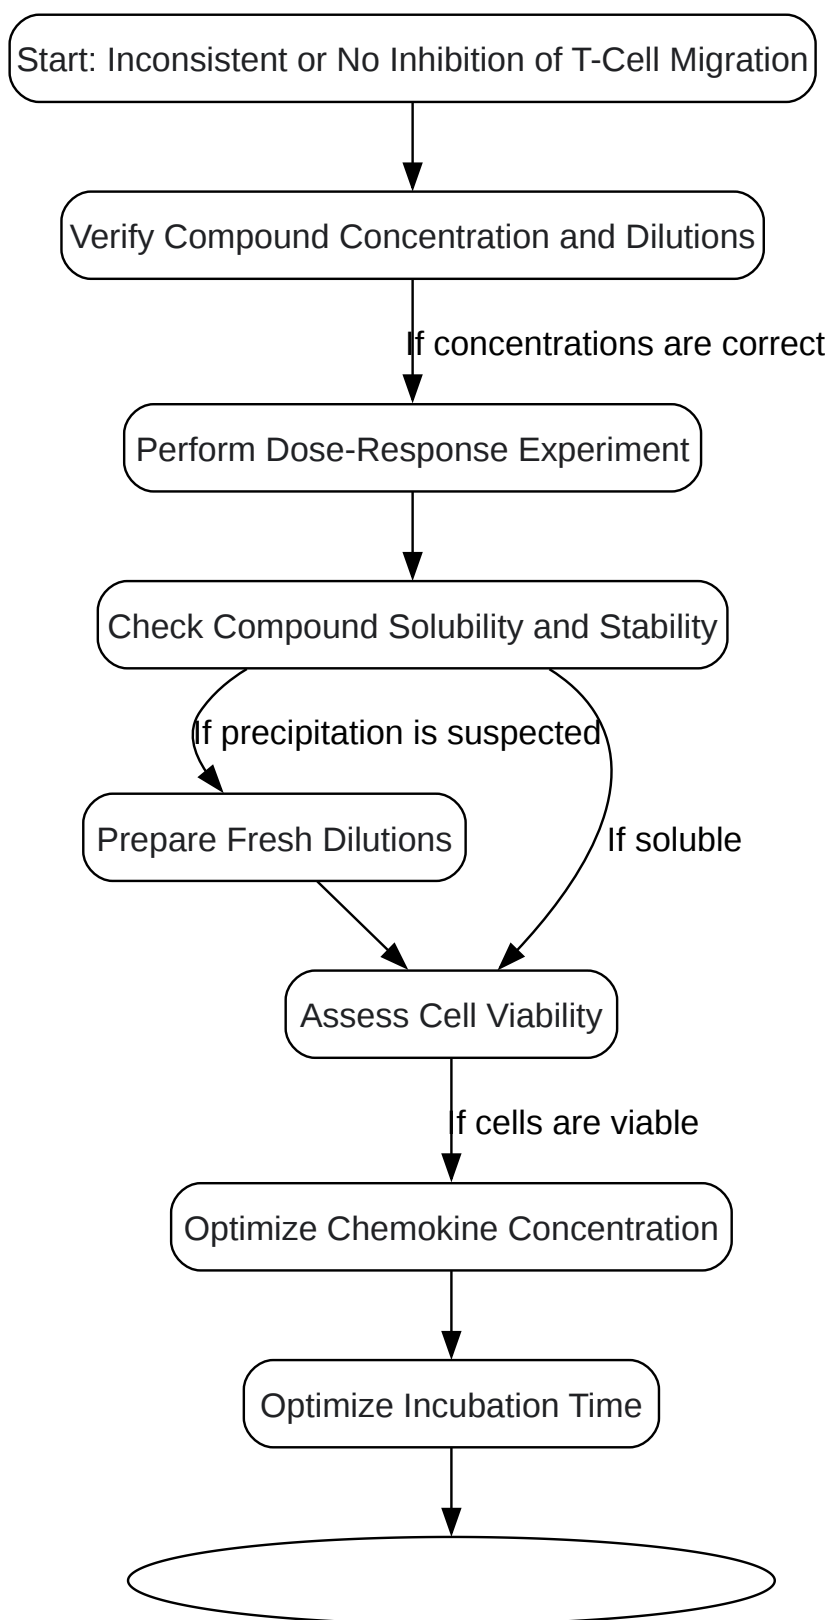 Start: Inconsistent or No Inhibition of T-Cell Migration
Verify Compound Concentration and Dilutions
If concentrations are correct
Perform Dose-Response Experiment
Check Compound Solubility and Stability
If precipitation is suspected
Prepare Fresh Dilutions
If soluble
Assess Cell Viability
If cells are viable
Optimize Chemokine Concentration
Optimize Incubation Time